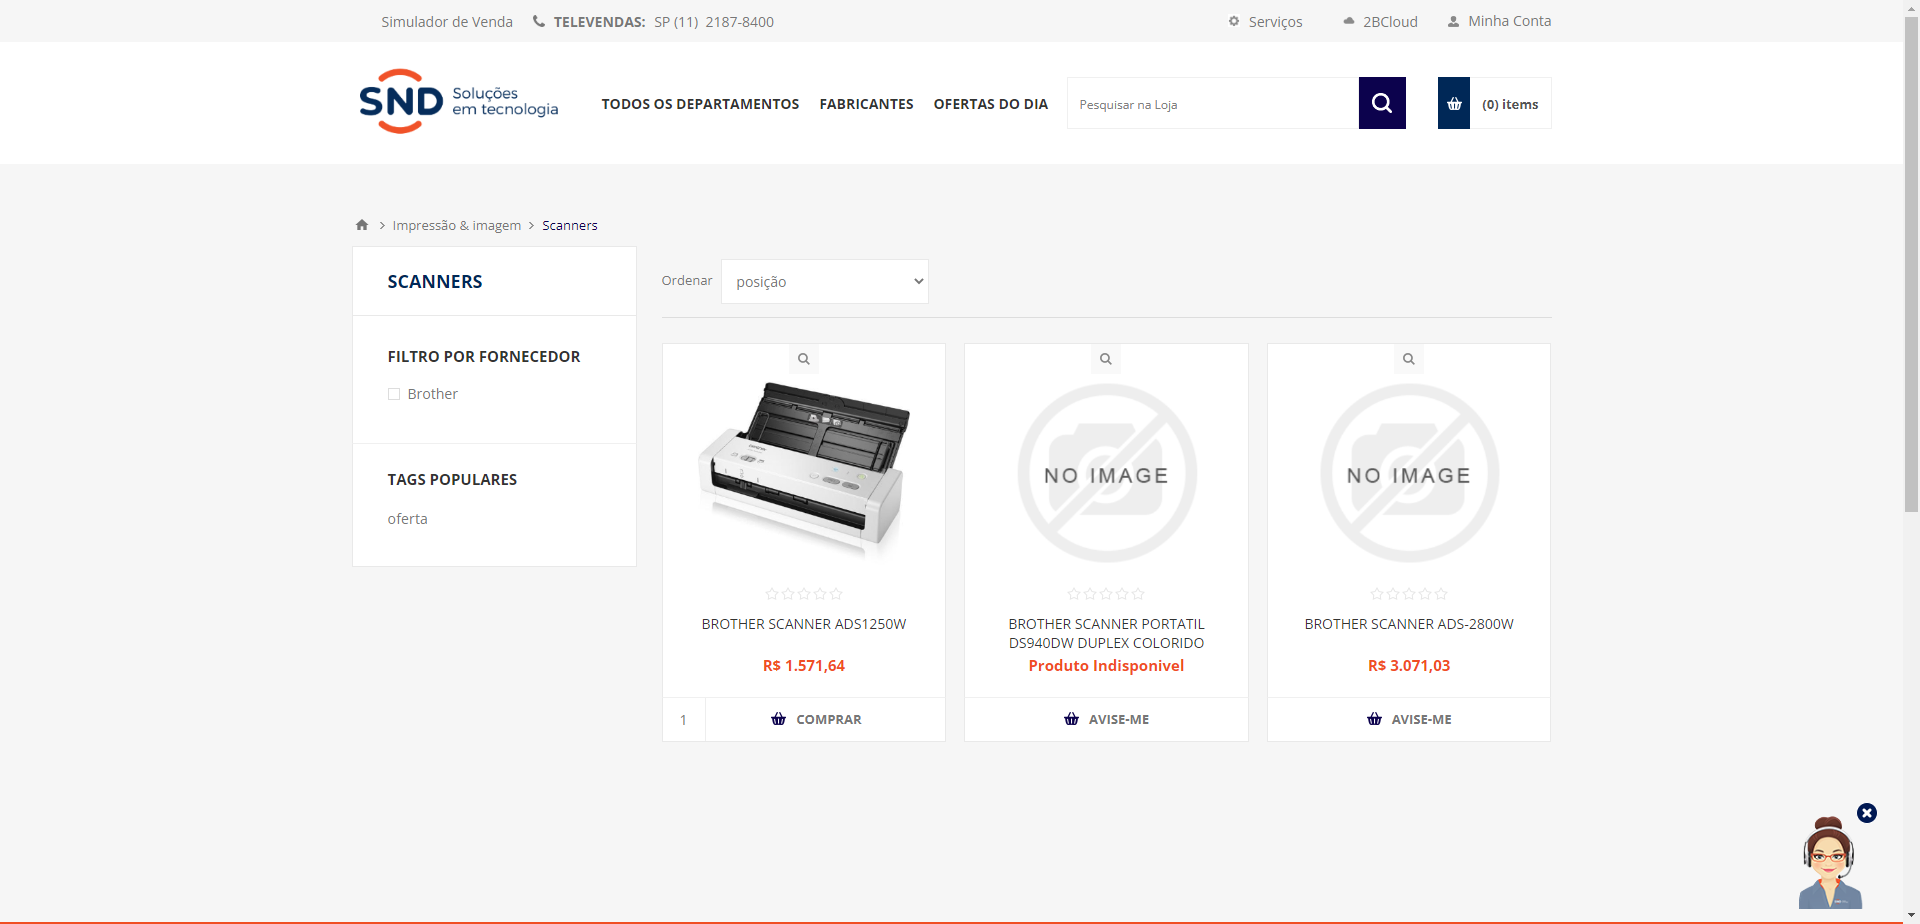 Simulador de Venda
TELEVENDAS: SP (11) 2187-8400
Serviços
2BCloud
Minha Conta
SND Soluções
em tecnologia
TODOS OS DEPARTAMENTOS
FABRICANTES
OFERTAS DO DIA
Pesquisar na Loja
(0) items
Impressão & imagem
Scanners
SCANNERS
FILTRO POR FORNECEDOR
Brother
TAGS POPULARES
oferta
Ordenar
posição
BROTHER SCANNER ADS1250W
R$ 1.571,64
1
COMPRAR
NO IMAGE
BROTHER SCANNER PORTATIL
DS940DW DUPLEX COLORIDO
Produto Indisponivel
AVISE-ME
NO IMAGE
BROTHER SCANNER ADS-2800W
R$ 3.071,03
AVISE-ME